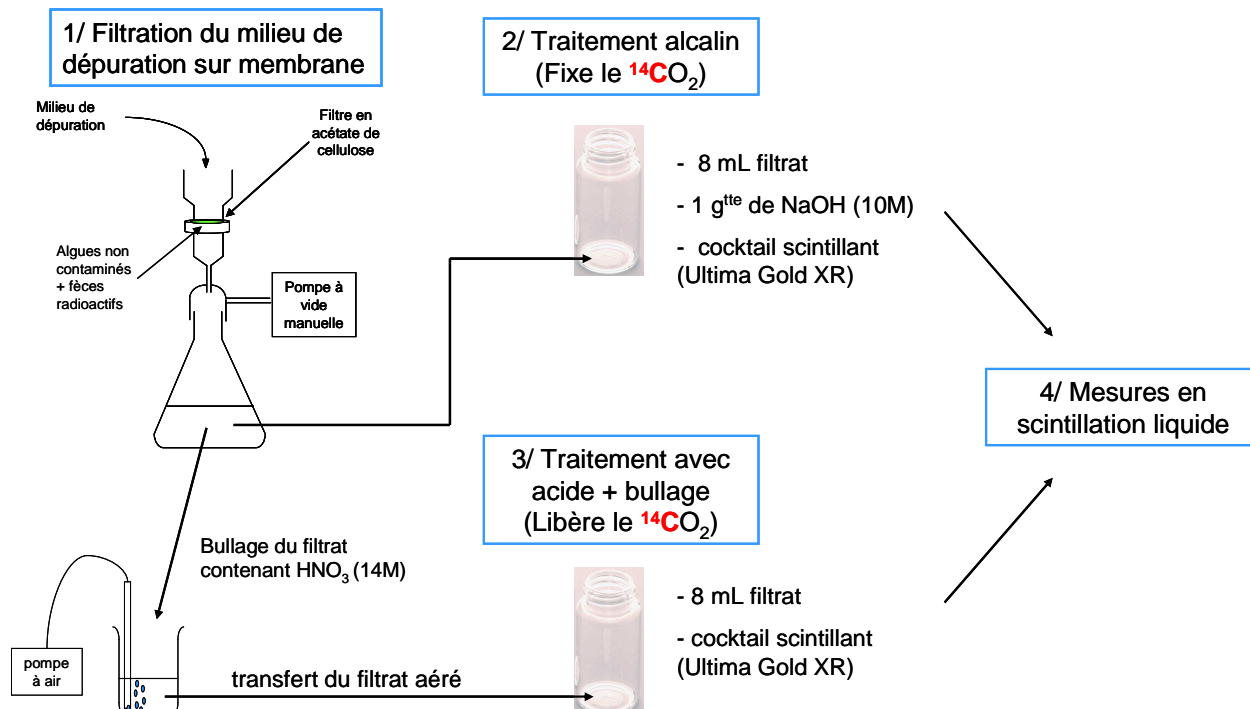 1/ Filtration du milieu de
dépuration sur membrane
Milieu de
dépuration
Filtre en
acétate de
cellulose
Algues non
contaminés
+ fèces
radioactifs
Pompe à
vide
manuelle
2/ Traitement alcalin
(Fixe le ¹⁴CO₂)
- 8 mL filtrat
- 1 gᵗᵗᵉ de NaOH (10M)
- cocktail scintillant
(Ultima Gold XR)
4/ Mesures en
scintillation liquide
3/ Traitement avec
acide + bullage
(Libère le ¹⁴CO₂)
Bullage du filtrat
contenant HNO₃ (14M)
pompe
à air
transfert du filtrat aéré
- 8 mL filtrat
- cocktail scintillant
(Ultima Gold XR)